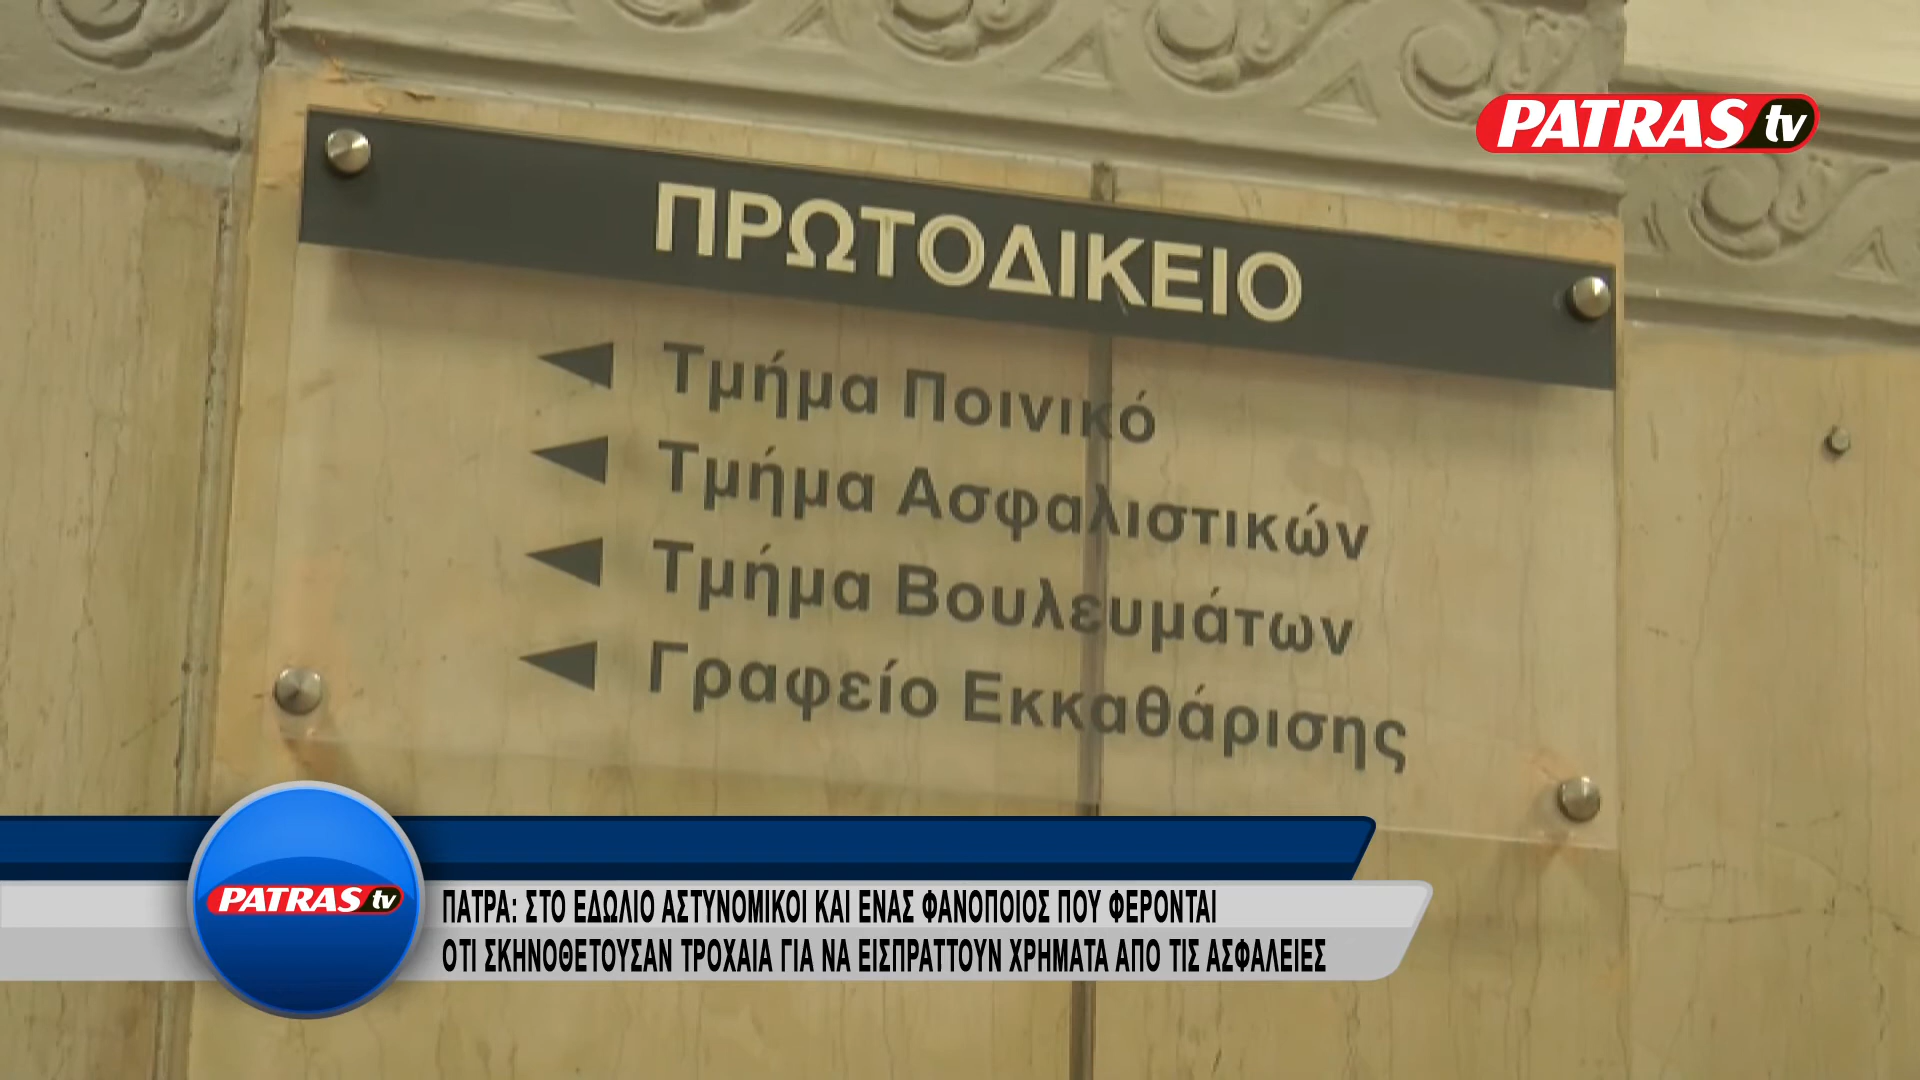 PATRAS tv
ΠΡΩΤΟΔΙΚΕΙΟ
Τμήμα Ποινικό
Τμήμα Ασφαλιστικών
Τμήμα Βουλευμάτων
Γραφείο Εκκαθάρισης
PATRAS tv
ΠΑΤΡΑ: ΣΤΟ ΕΔΩΛΙΟ ΑΣΤΥΝΟΜΙΚΟΙ ΚΑΙ ΕΝΑΣ ΦΑΝΟΠΟΙΟΣ ΠΟΥ ΦΕΡΟΝΤΑΙ
ΟΤΙ ΣΚΗΝΟΘΕΤΟΥΣΑΝ ΤΡΟΧΑΙΑ ΓΙΑ ΝΑ ΕΙΣΠΡΑΤΤΟΥΝ ΧΡΗΜΑΤΑ ΑΠΟ ΤΙΣ ΑΣΦΑΛΕΙΕΣ